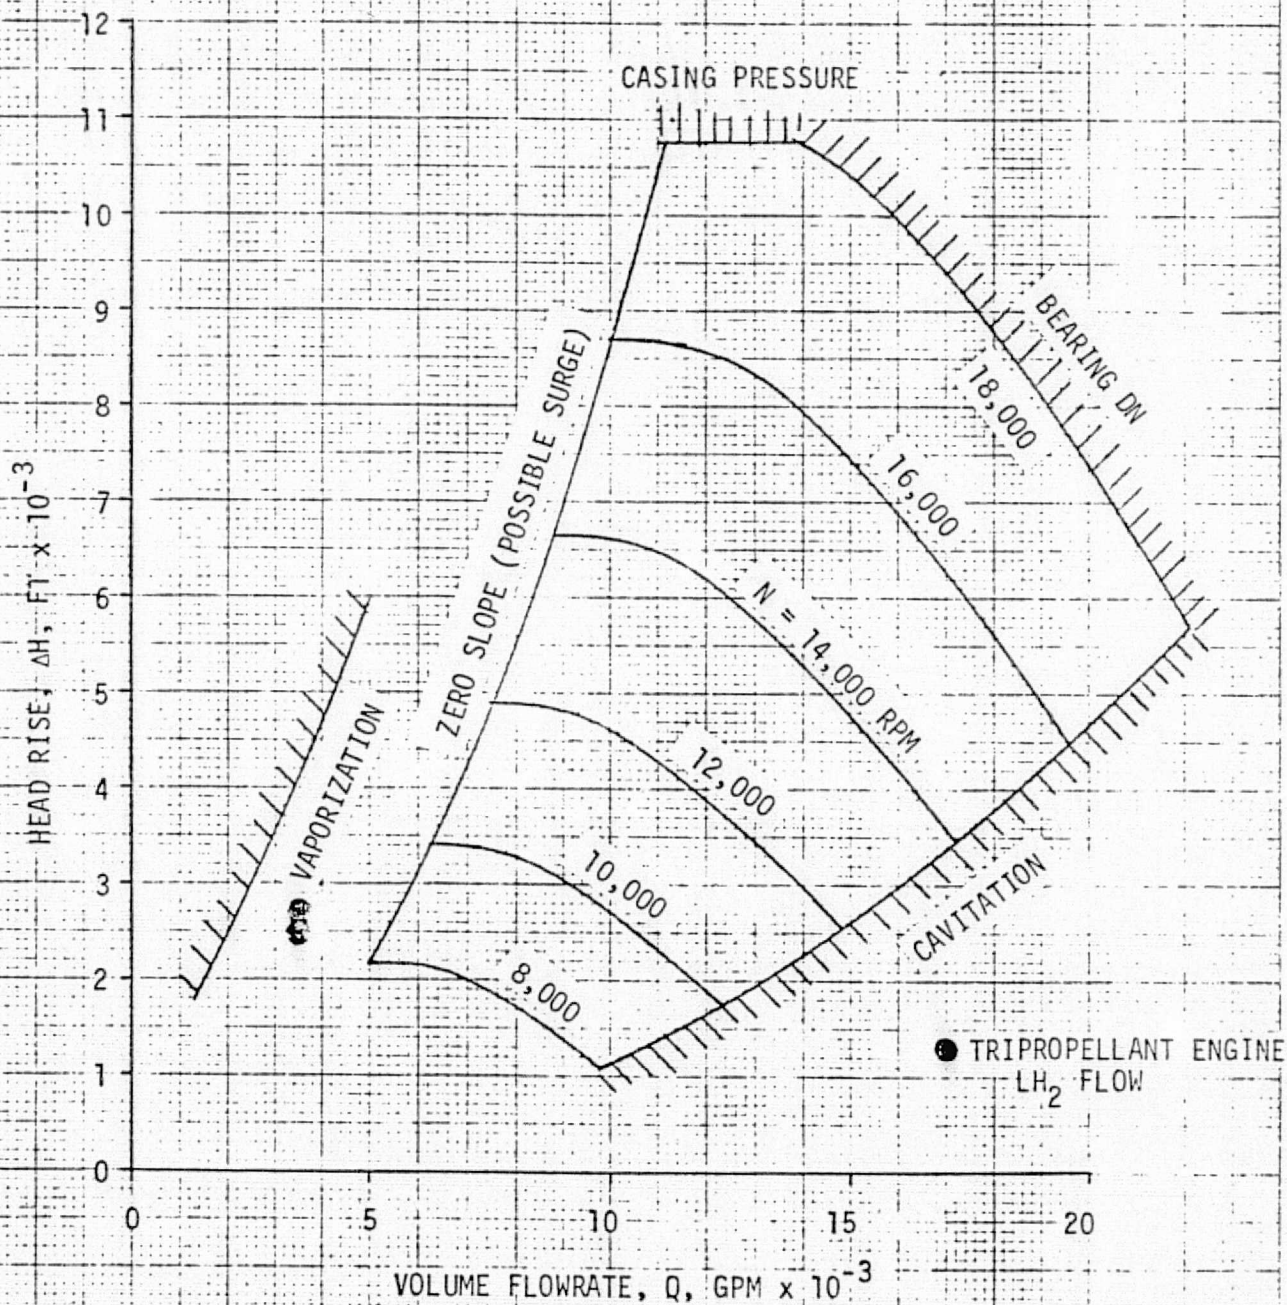 12
CASING PRESSURE
11
10
9
BEARING DN
8
18,000
ZERO SLOPE (POSSIBLE SURGE)
16,000
7
HEAD RISE, ΔH, FT x 10⁻³
6
N = 14,000 RPM
5
VAPORIZATION
12,000
4
10,000
3
CAVITATION
8,000
2
TRIPROPELLANT ENGINE
LH₂ FLOW
1
0
0 5 10 15 20
VOLUME FLOWRATE, Q, GPM x 10⁻³